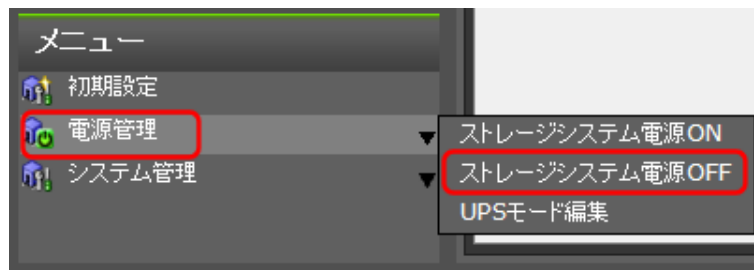 メニュー
初期設定
電源管理
システム管理
ストレージシステム電源ON
ストレージシステム電源OFF
UPSモード編集